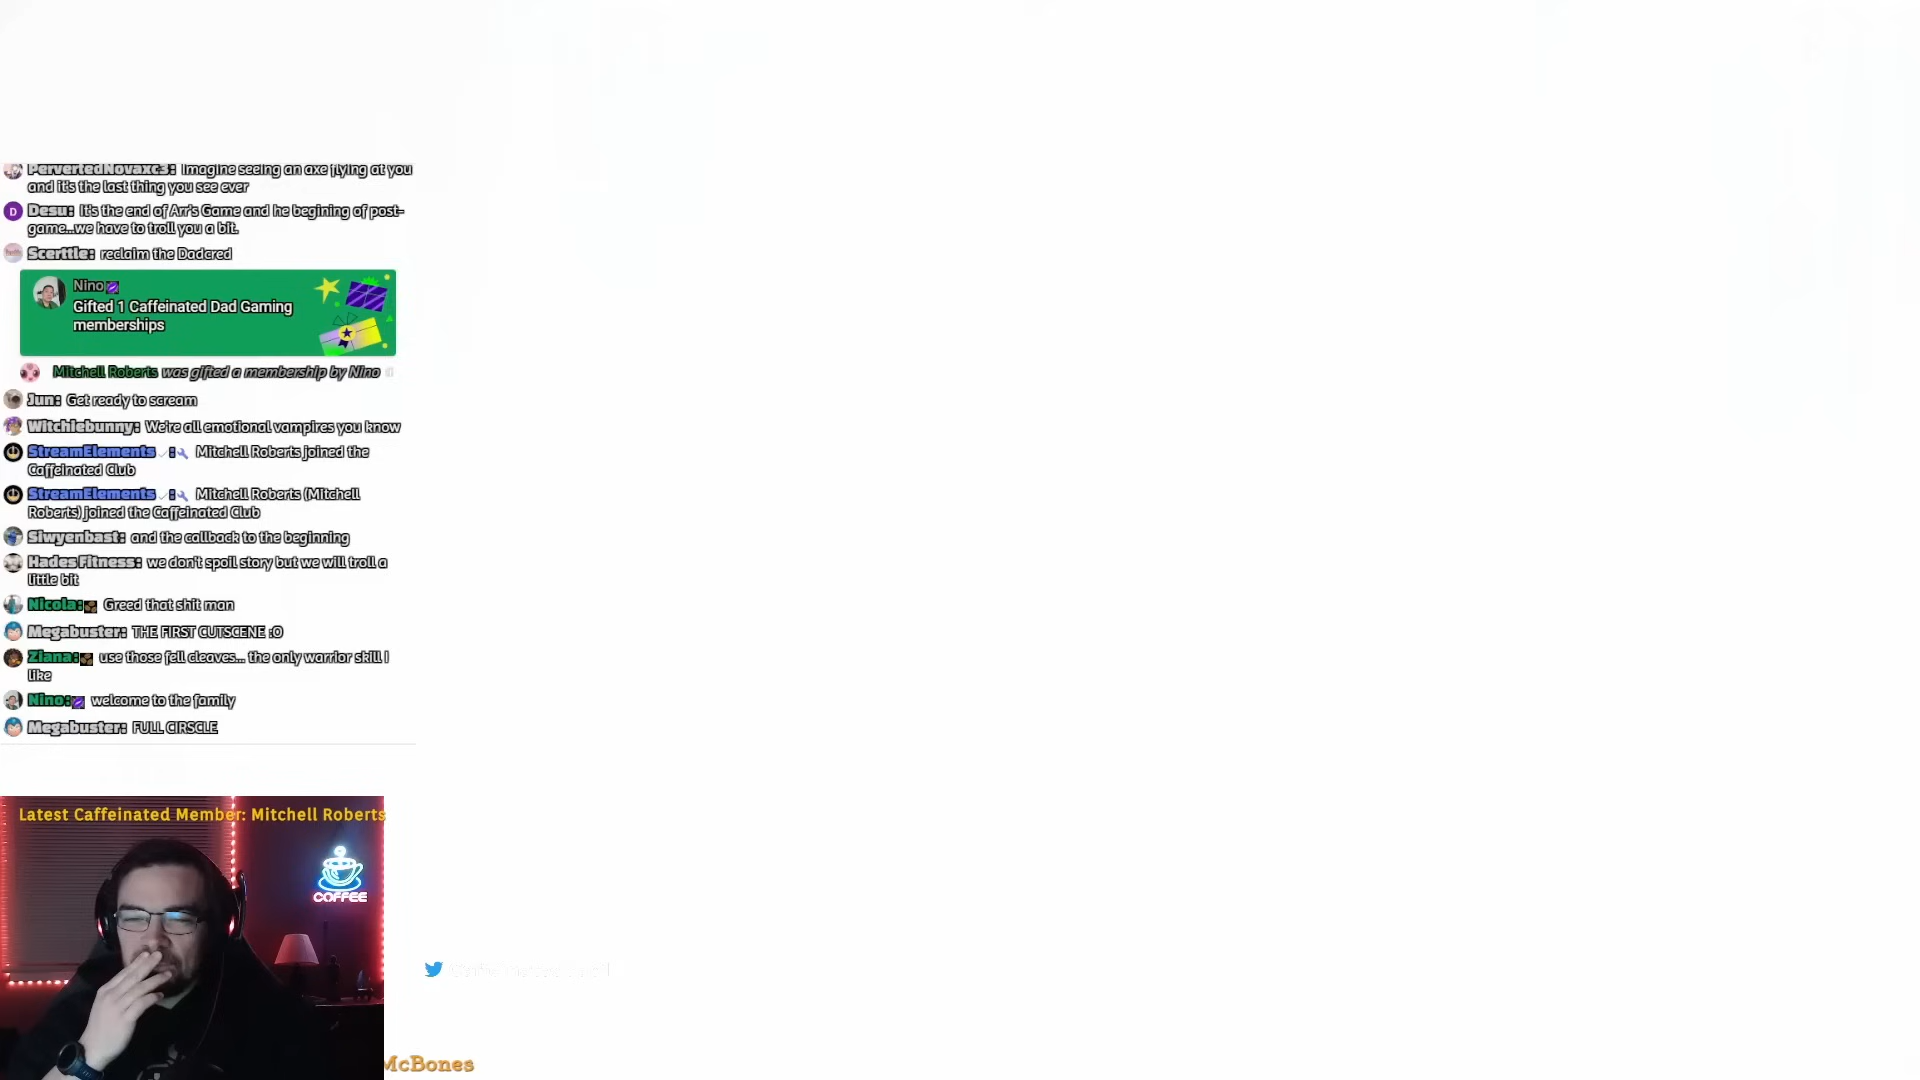 PervertedNovaxc3: Imagine seeing an axe flying at you
and it's the last thing you see ever
D Desu: It's the end of Arr's Game and he begining of post-
game...we have to troll you a bit.
Scerttle: reclaim the Dadcred
Nino
Gifted 1 Caffeinated Dad Gaming
memberships
Mitchell Roberts was gifted a membership by Nino
Jun: Get ready to scream
Witchiebunny: We're all emotional vampires you know
StreamElements: Mitchell Roberts joined the
Caffeinated Club
StreamElements: Mitchell Roberts (Mitchell
Roberts) joined the Caffeinated Club
Siwyenbast: and the callback to the beginning
Hades Fitness: we don't spoil story but we will troll a
little bit
Nicola: Greed that shit man
Megabuster: THE FIRST CUTSCENE :O
Ziana: use those fell cleaves... the only warrior skill I
like
Nino: welcome to the family
Megabuster: FULL CIRSCLE
Latest Caffeinated Member: Mitchell Roberts
COFFEE
McBones